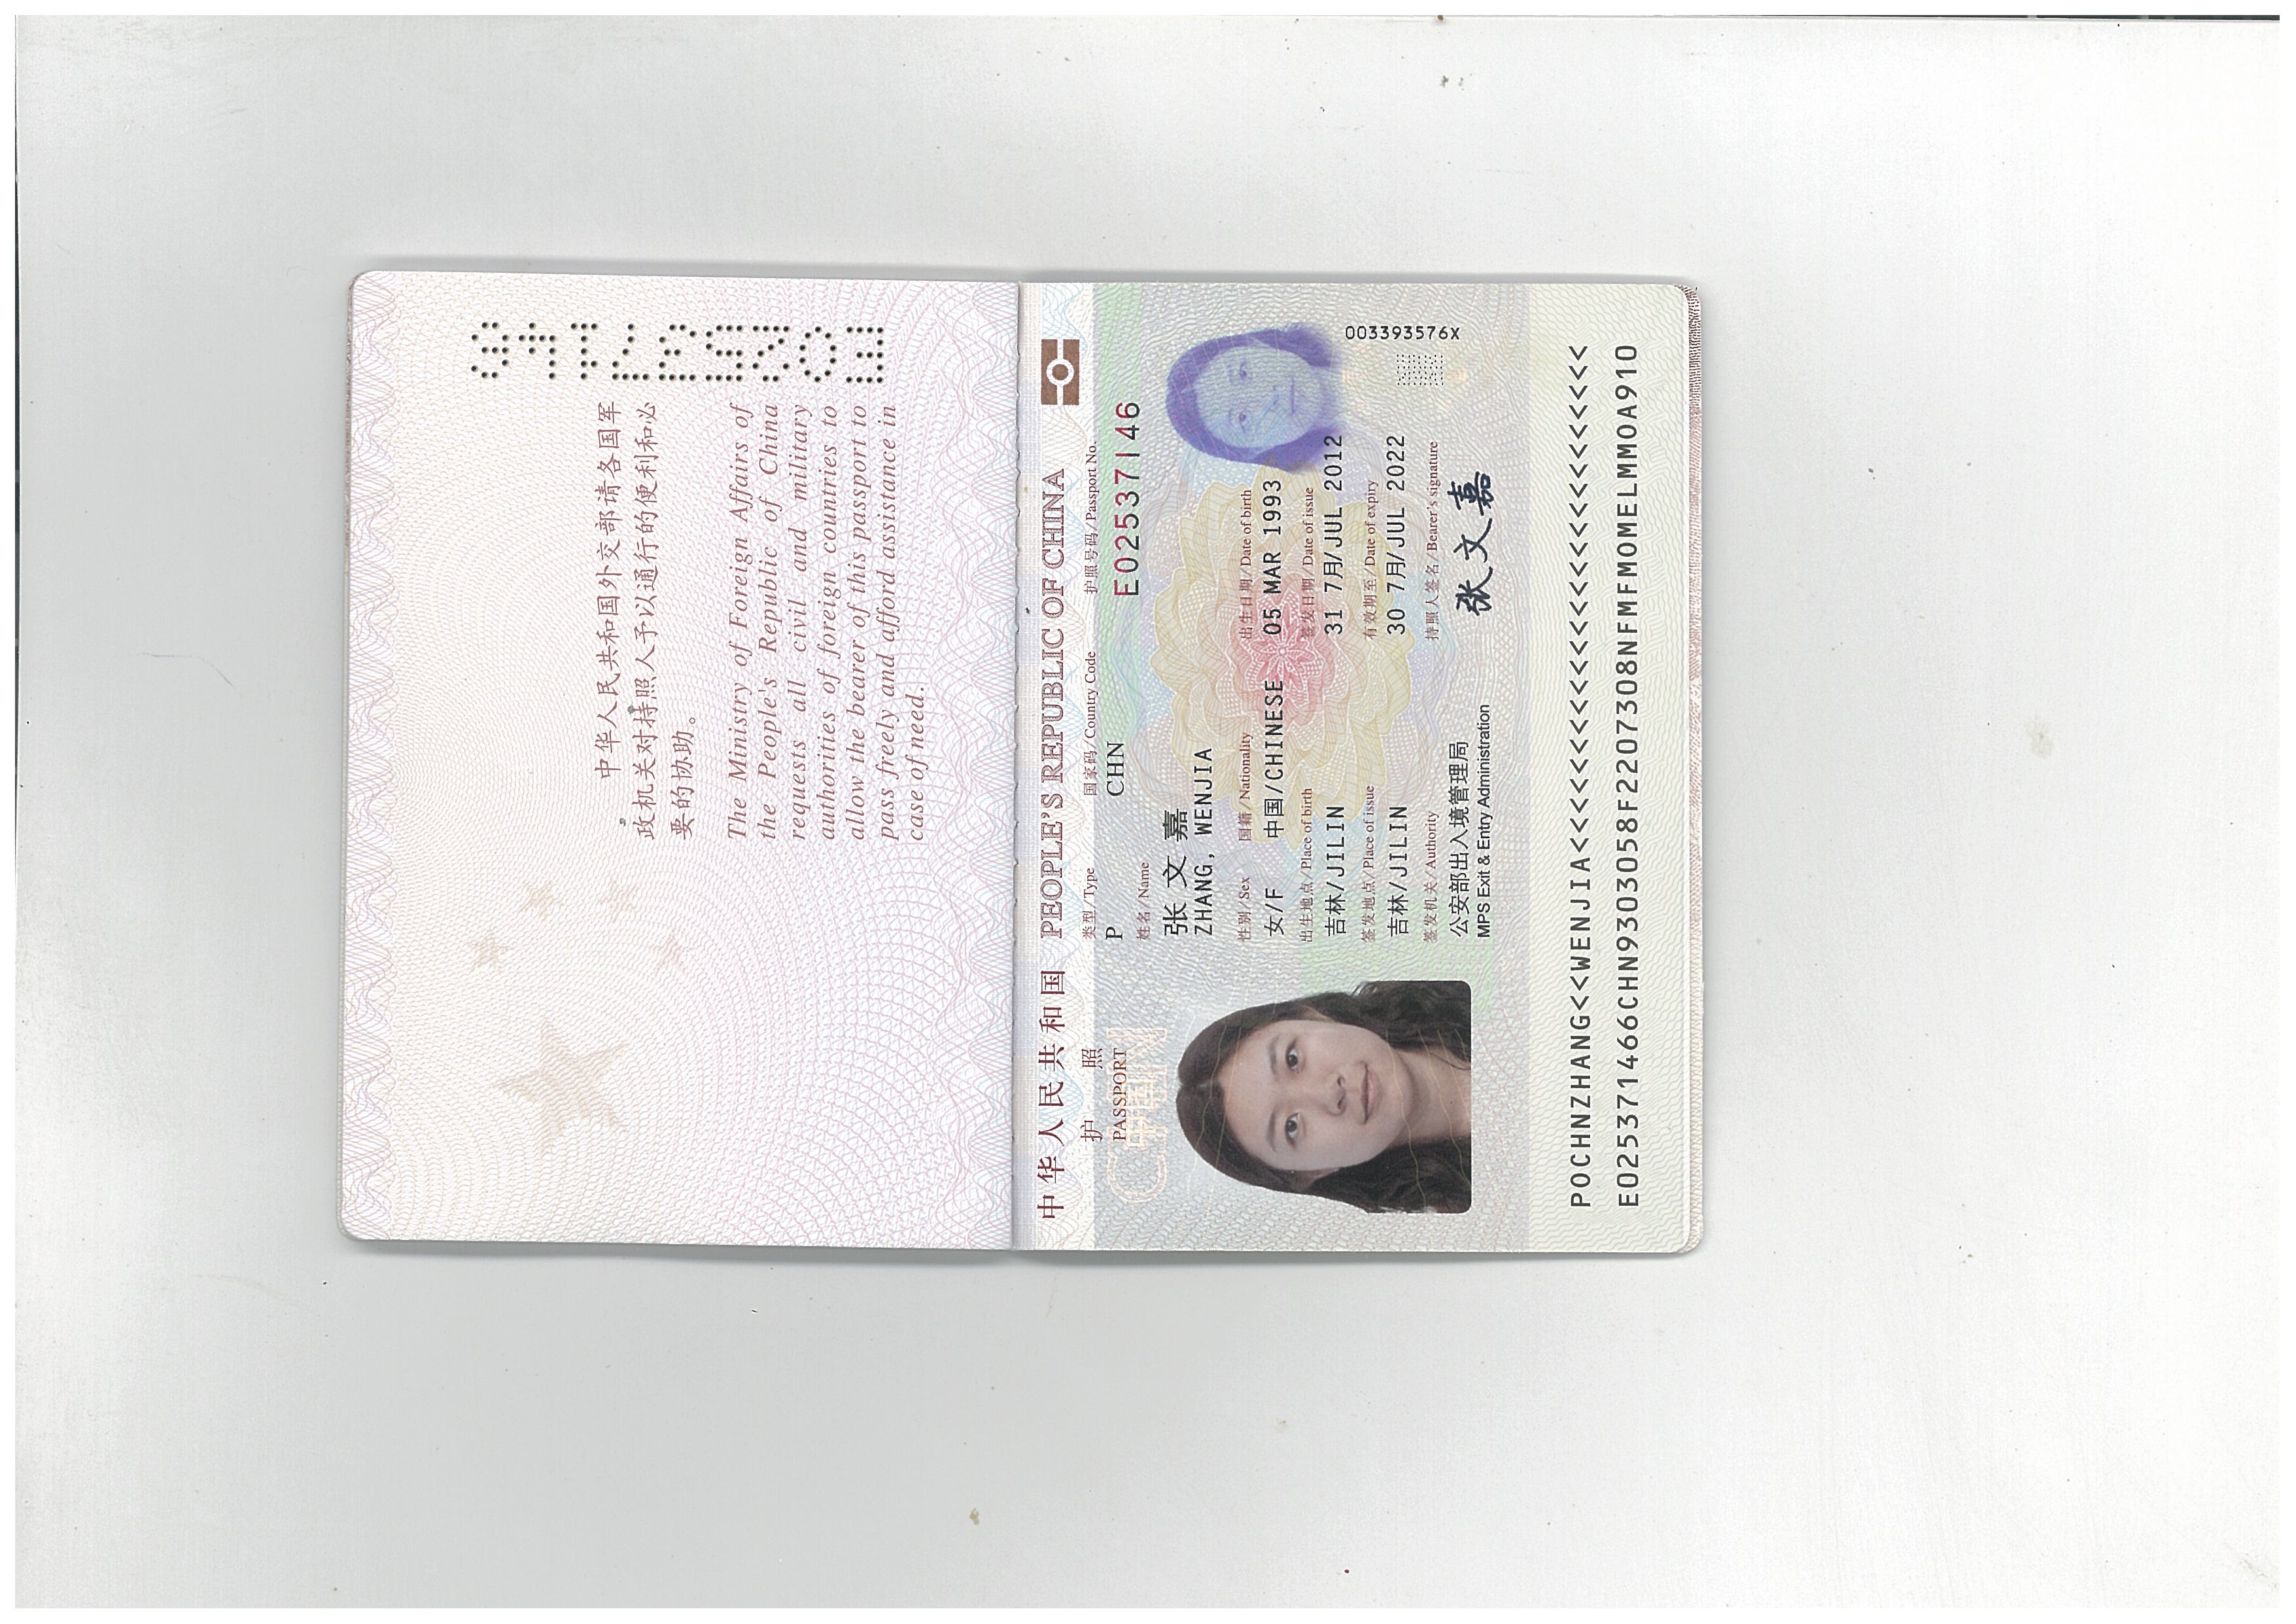 中华人民共和国外交部请各国军
政机关对持照人予以通行的便利和必
要的协助。
The Ministry of Foreign Affairs of
the People's Republic of China
requests all civil and military
authorities of foreign countries to
allow the bearer of this passport to
pass freely and afford assistance in
case of need.
E02537146
中华人民共和国 PEOPLE'S REPUBLIC OF CHINA
护 照
PASSPORT
类型/Type 国家码/Country Code 护照号码/Passport No.
P CHN E02537146
姓名/Name
张文嘉
ZHANG, WENJIA
性别/Sex 国籍/Nationality 出生日期/Date of birth
女/F 中国/CHINESE 05 MAR 1993
出生地点/Place of birth 签发日期/Date of issue
吉林/JILIN 31 7月/JUL 2012
签发地点/Place of issue 有效期至/Date of expiry
吉林/JILIN 30 7月/JUL 2022
签发机关/Authority 持照人签名/Bearer's signature
公安部出入境管理局
MPS Exit & Entry Administration
张文嘉
003393576X
POCHNZHANG<<WENJIA<<<<<<<<<<<<<<<<<<<<<<<<<<
E025371466CHN9303058F2207308NFMFMOMELMMOA910